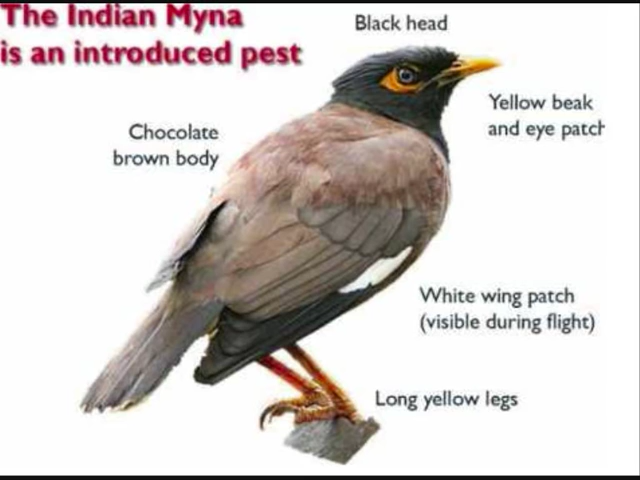 The Indian Myna
is an introduced pest
Black head
Yellow beak
and eye patch
Chocolate
brown body
White wing patch
(visible during flight)
Long yellow legs